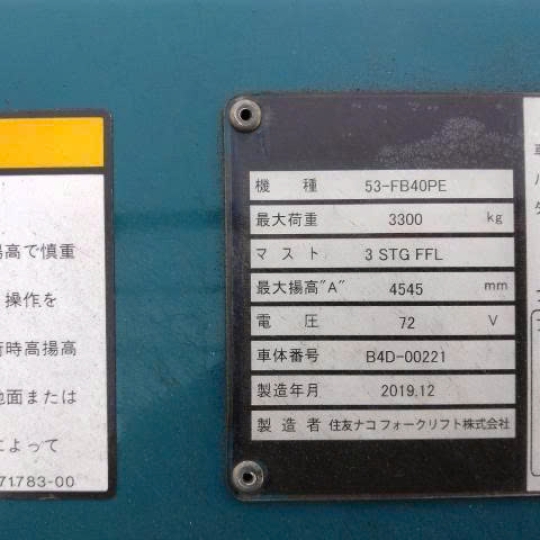 揚高で慎重
操作を
荷時高揚高
地面または
によって
71783-00
機 種 53-FB40PE
最大荷重 3300 kg
マスト 3 STG FFL
最大揚高"A" 4545 mm
電 圧 72 V
車体番号 B4D-00221
製造年月 2019.12
製造者 住友ナコ フォークリフト株式会社